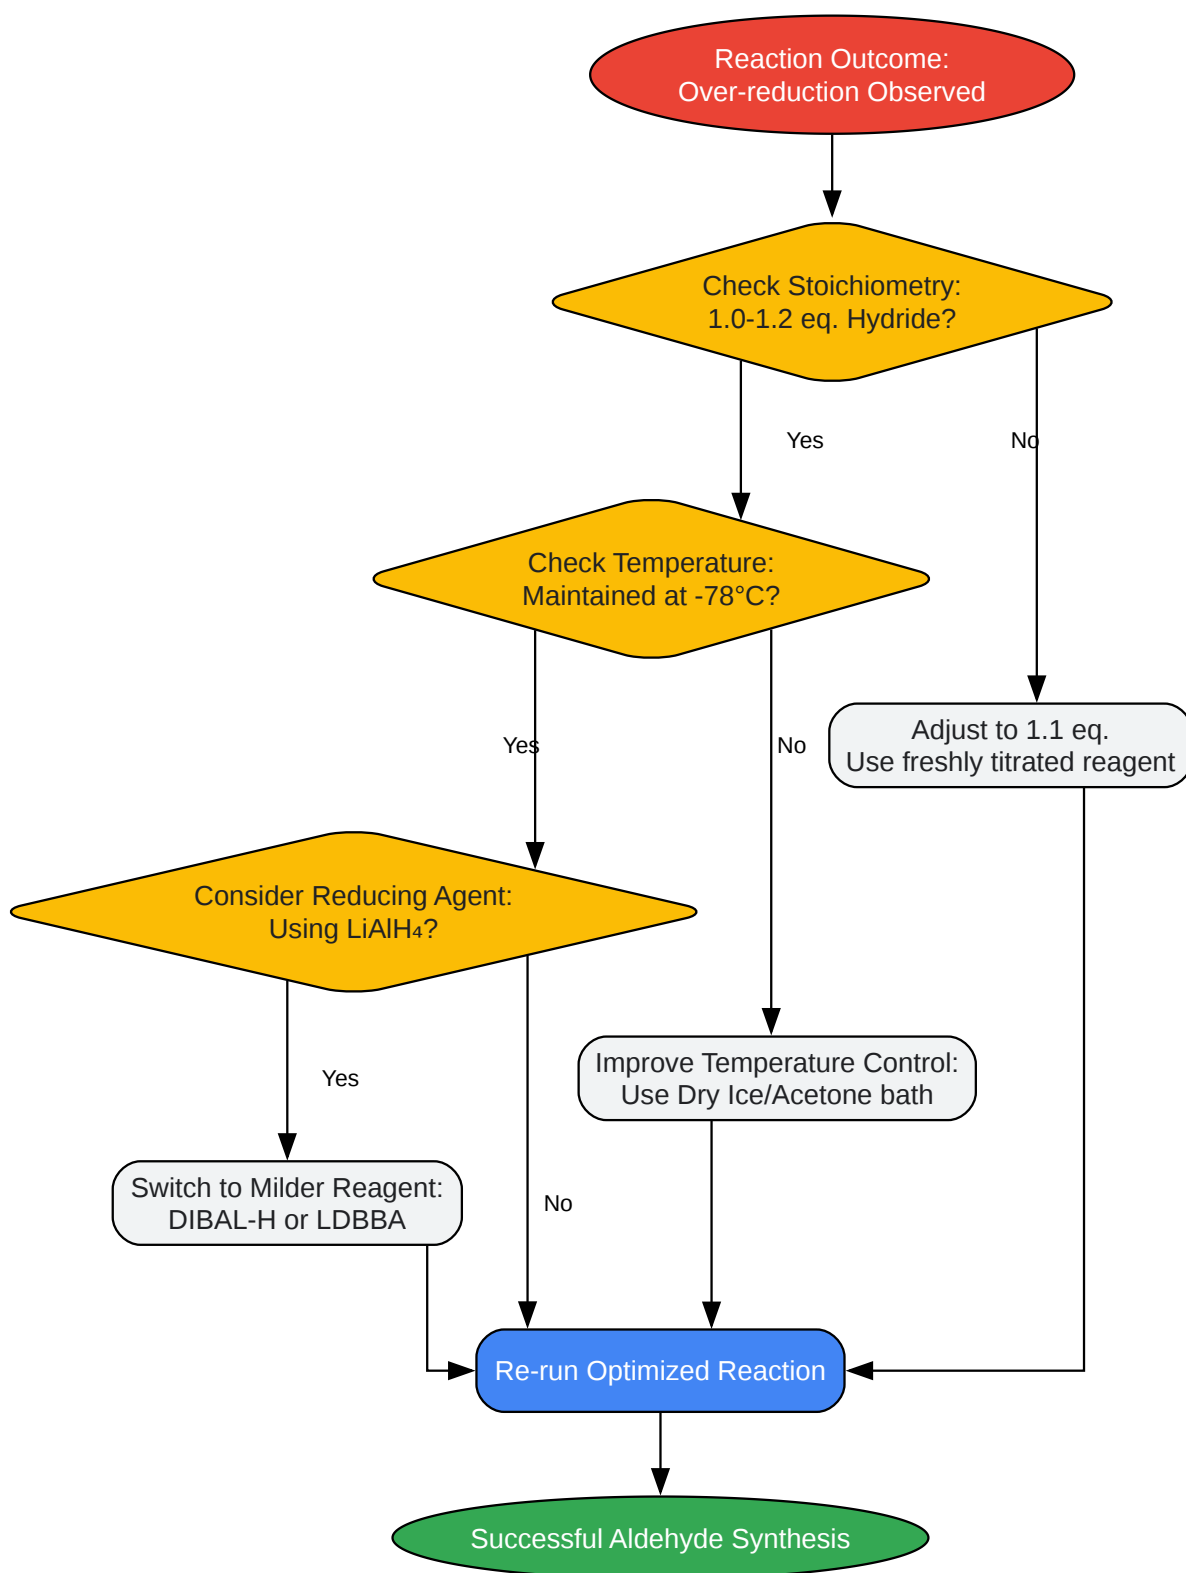 Reaction Outcome:
Over-reduction Observed
Check Stoichiometry:
1.0-1.2 eq. Hydride?
Yes
No
Check Temperature:
Maintained at -78°C?
Yes
No
Adjust to 1.1 eq.
Use freshly titrated reagent
Consider Reducing Agent:
Using LiAlH₄?
Yes
No
Improve Temperature Control:
Use Dry Ice/Acetone bath
Switch to Milder Reagent:
DIBAL-H or LDBBA
Re-run Optimized Reaction
Successful Aldehyde Synthesis